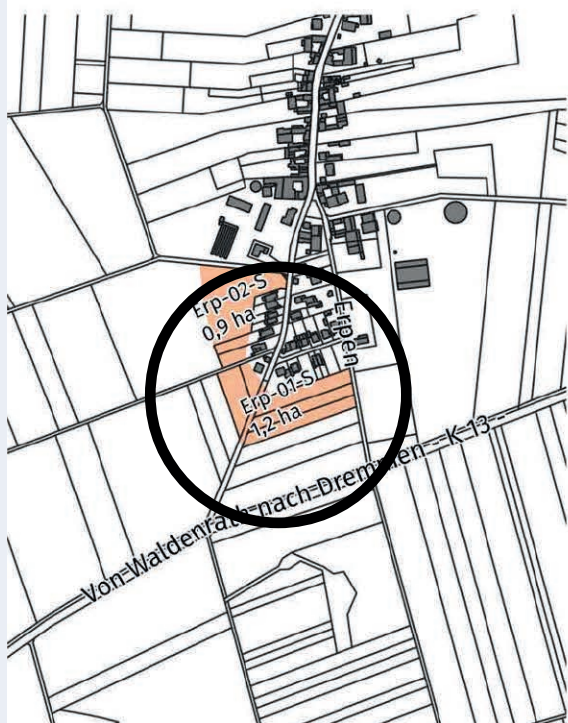 Erp-02-S
0,9 ha
Erpen
Erp-01-S
1,2 ha
Von Waldenrath nach Dremmen - K 13 -